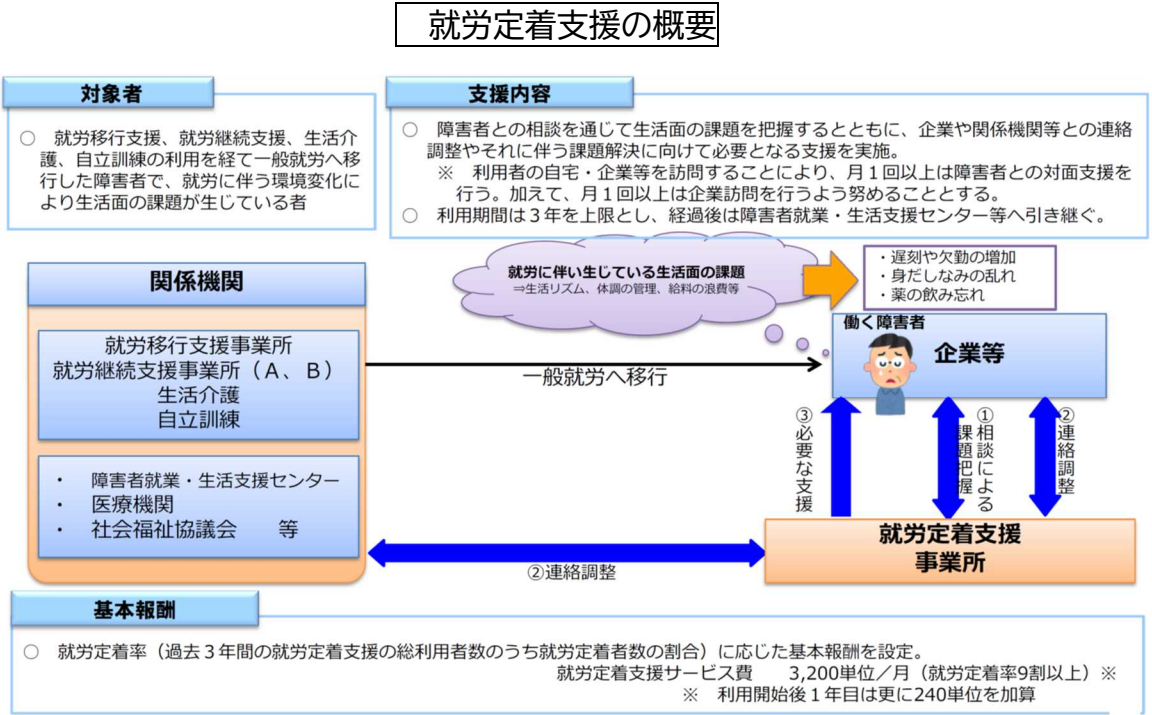 就労定着支援の概要
対象者
○　就労移行支援、就労継続支援、生活介
護、自立訓練の利用を経て一般就労へ移
行した障害者で、就労に伴う環境変化に
より生活面の課題が生じている者
支援内容
○　障害者との相談を通じて生活面の課題を把握するとともに、企業や関係機関等との連絡
調整やそれに伴う課題解決に向けて必要となる支援を実施。
※　利用者の自宅・企業等を訪問することにより、月１回以上は障害者との対面支援を
行う。加えて、月１回以上は企業訪問を行うよう努めることとする。
○　利用期間は３年を上限とし、経過後は障害者就業・生活支援センター等へ引き継ぐ。
関係機関
就労移行支援事業所
就労継続支援事業所（Ａ、Ｂ）
生活介護
自立訓練
・　障害者就業・生活支援センター
・　医療機関
・　社会福祉協議会　　等
就労に伴い生じている生活面の課題
⇒生活リズム、体調の管理、給料の浪費等
・遅刻や欠勤の増加
・身だしなみの乱れ
・薬の飲み忘れ
働く障害者
企業等
一般就労へ移行
③必要な支援
①相談による
課題把握
②連絡調整
就労定着支援
事業所
②連絡調整
基本報酬
○　就労定着率（過去３年間の就労定着支援の総利用者数のうち就労定着者数の割合）に応じた基本報酬を設定。
就労定着支援サービス費　　3,200単位／月（就労定着率9割以上）※
※　利用開始後１年目は更に240単位を加算